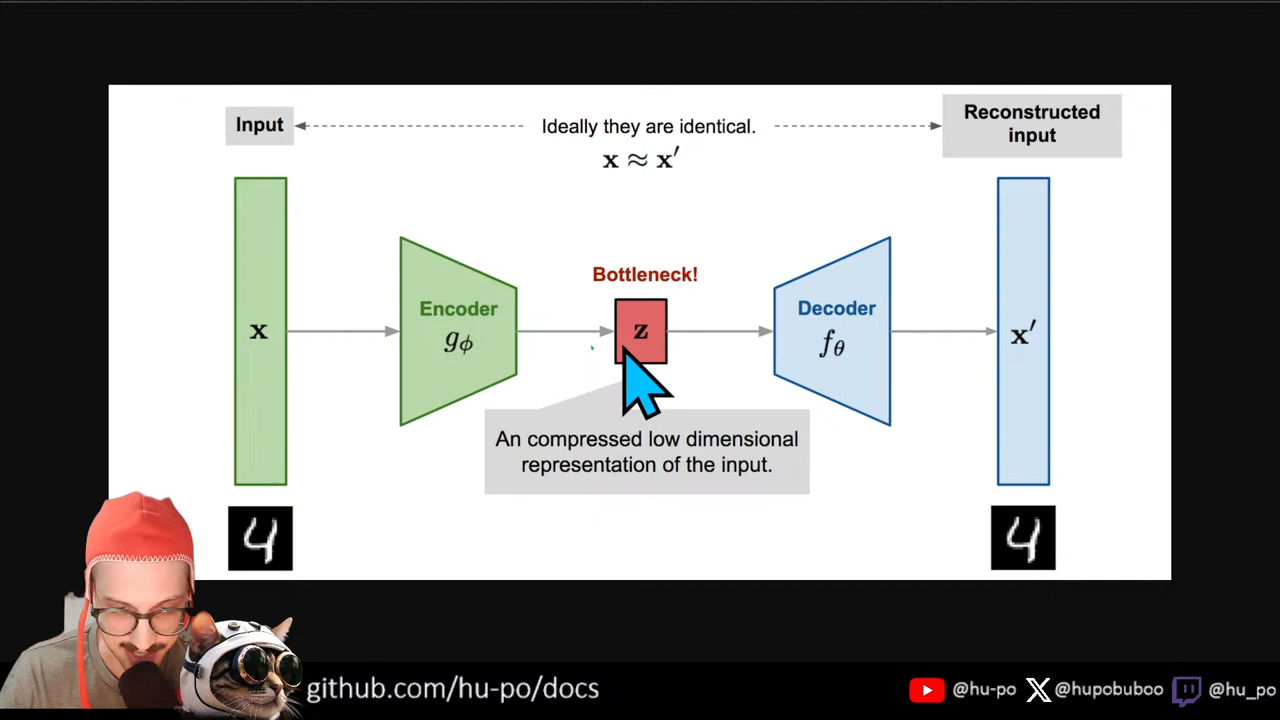 Input
Ideally they are identical.
x ≈ x′
Reconstructed
input
Bottleneck!
x
Encoder
gϕ
z
Decoder
fθ
x′
An compressed low dimensional
representation of the input.
4
4
github.com/hu-po/docs
@hu-po
@hupobuboo
@hu_po